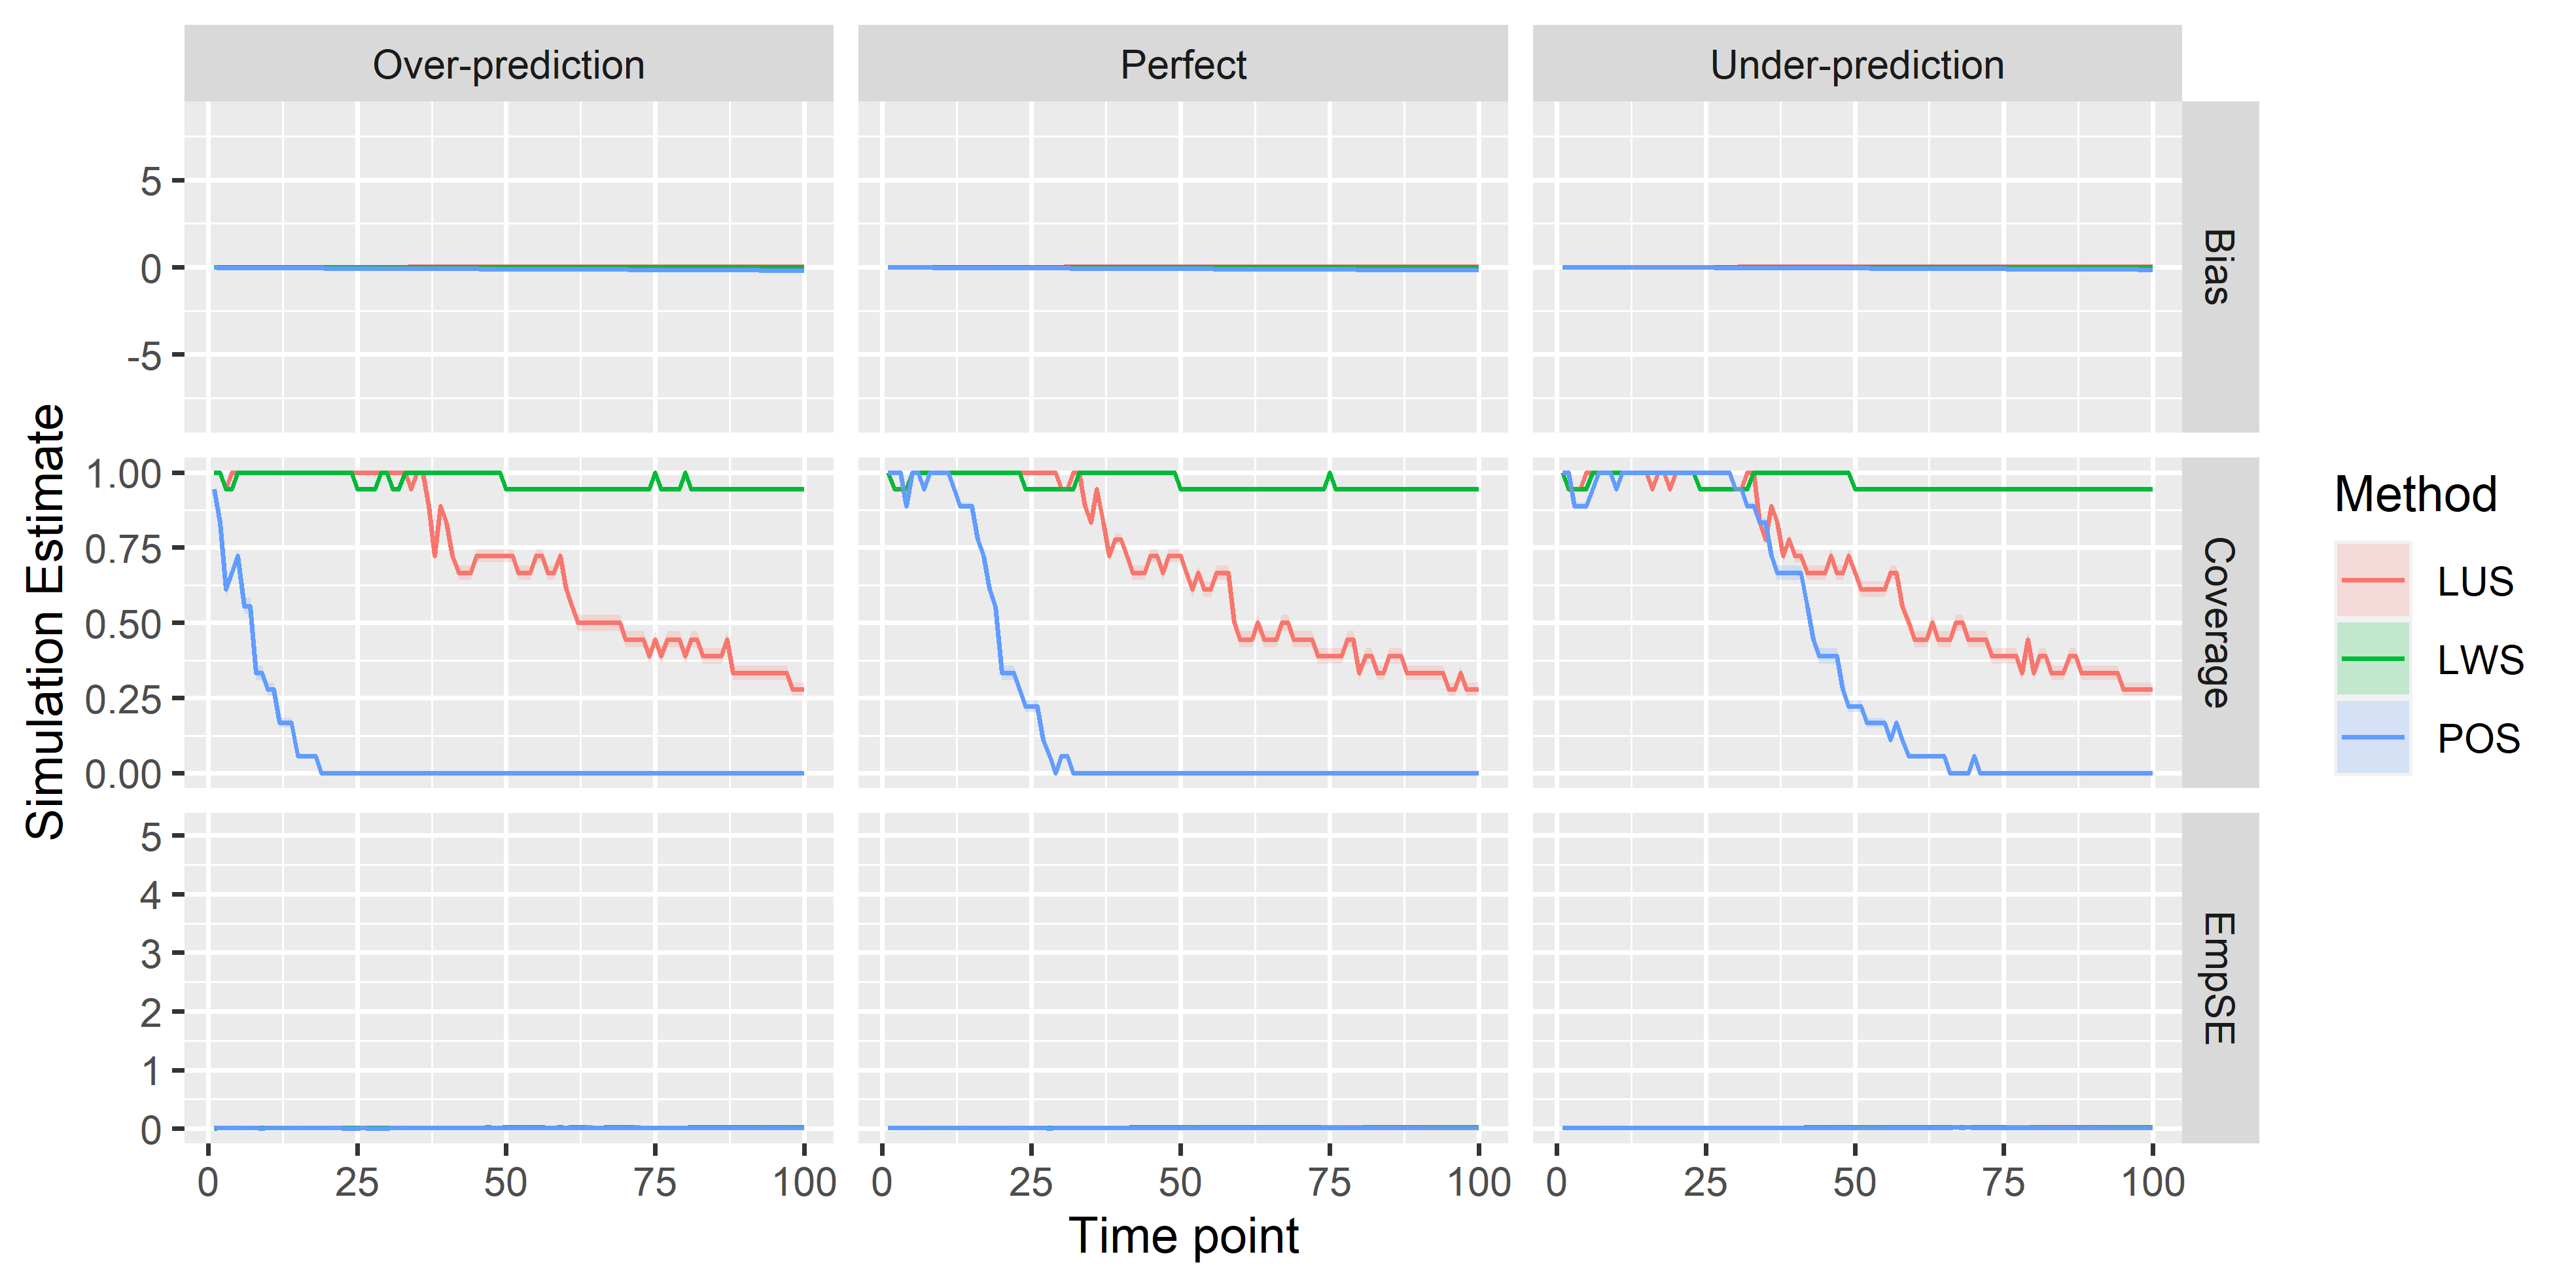 Over-prediction
Perfect
Under-prediction
Simulation Estimate
5
0
-5
Bias
1.00
0.75
0.50
0.25
0.00
Coverage
5
4
3
2
1
0
EmpSE
0 25 50 75 100
0 25 50 75 100
0 25 50 75 100
Time point
Method
LUS
LWS
POS